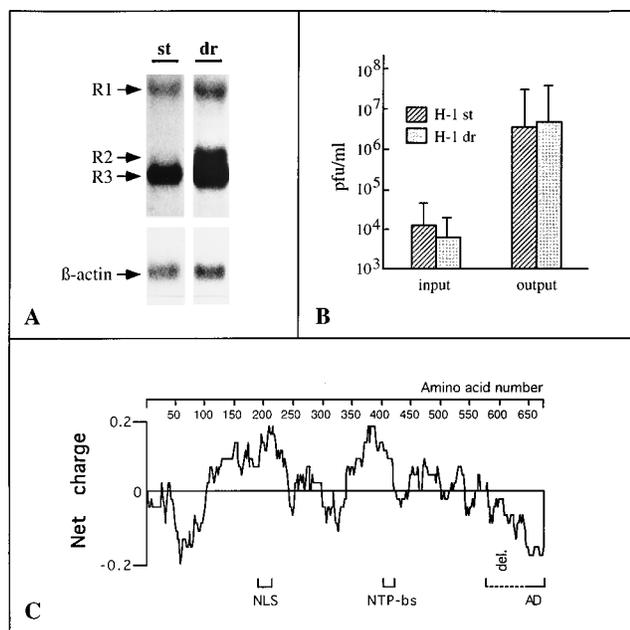 st dr
R1
R2
R3
ß-actin
A
pfu/ml
10⁸
10⁷
10⁶
10⁵
10⁴
10³
H-1 st
H-1 dr
input output
B
Amino acid number
50 100 150 200 250 300 350 400 450 500 550 600 650
Net charge
0.2
0
-0.2
del.
NLS NTP-bs AD
C